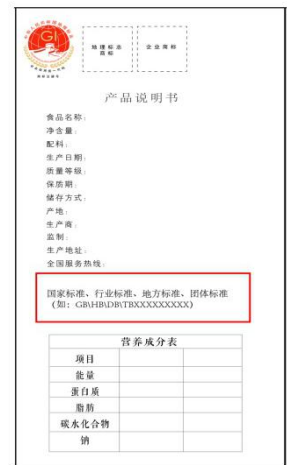 GI
地理标志
商标
企业商标
产品说明书
食品名称:
净含量:
配料:
生产日期:
质量等级:
保质期:
储存方式:
产地:
生产商:
监制:
生产地址:
全国服务热线:
国家标准、行业标准、地方标准、团体标准
(如: GB\HB\DB\TBXXXXXXXXX)
营养成分表
项目
能量
蛋白质
脂肪
碳水化合物
钠